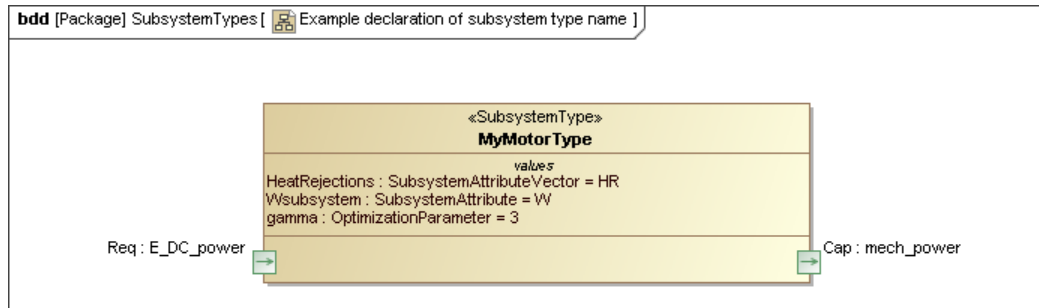 bdd [Package] SubsystemTypes [ Example declaration of subsystem type name ]
«SubsystemType»
MyMotorType
values
HeatRejections : SubsystemAttributeVector = HR
Wsubsystem : SubsystemAttribute = W
gamma : OptimizationParameter = 3
Req : E_DC_power
Cap : mech_power